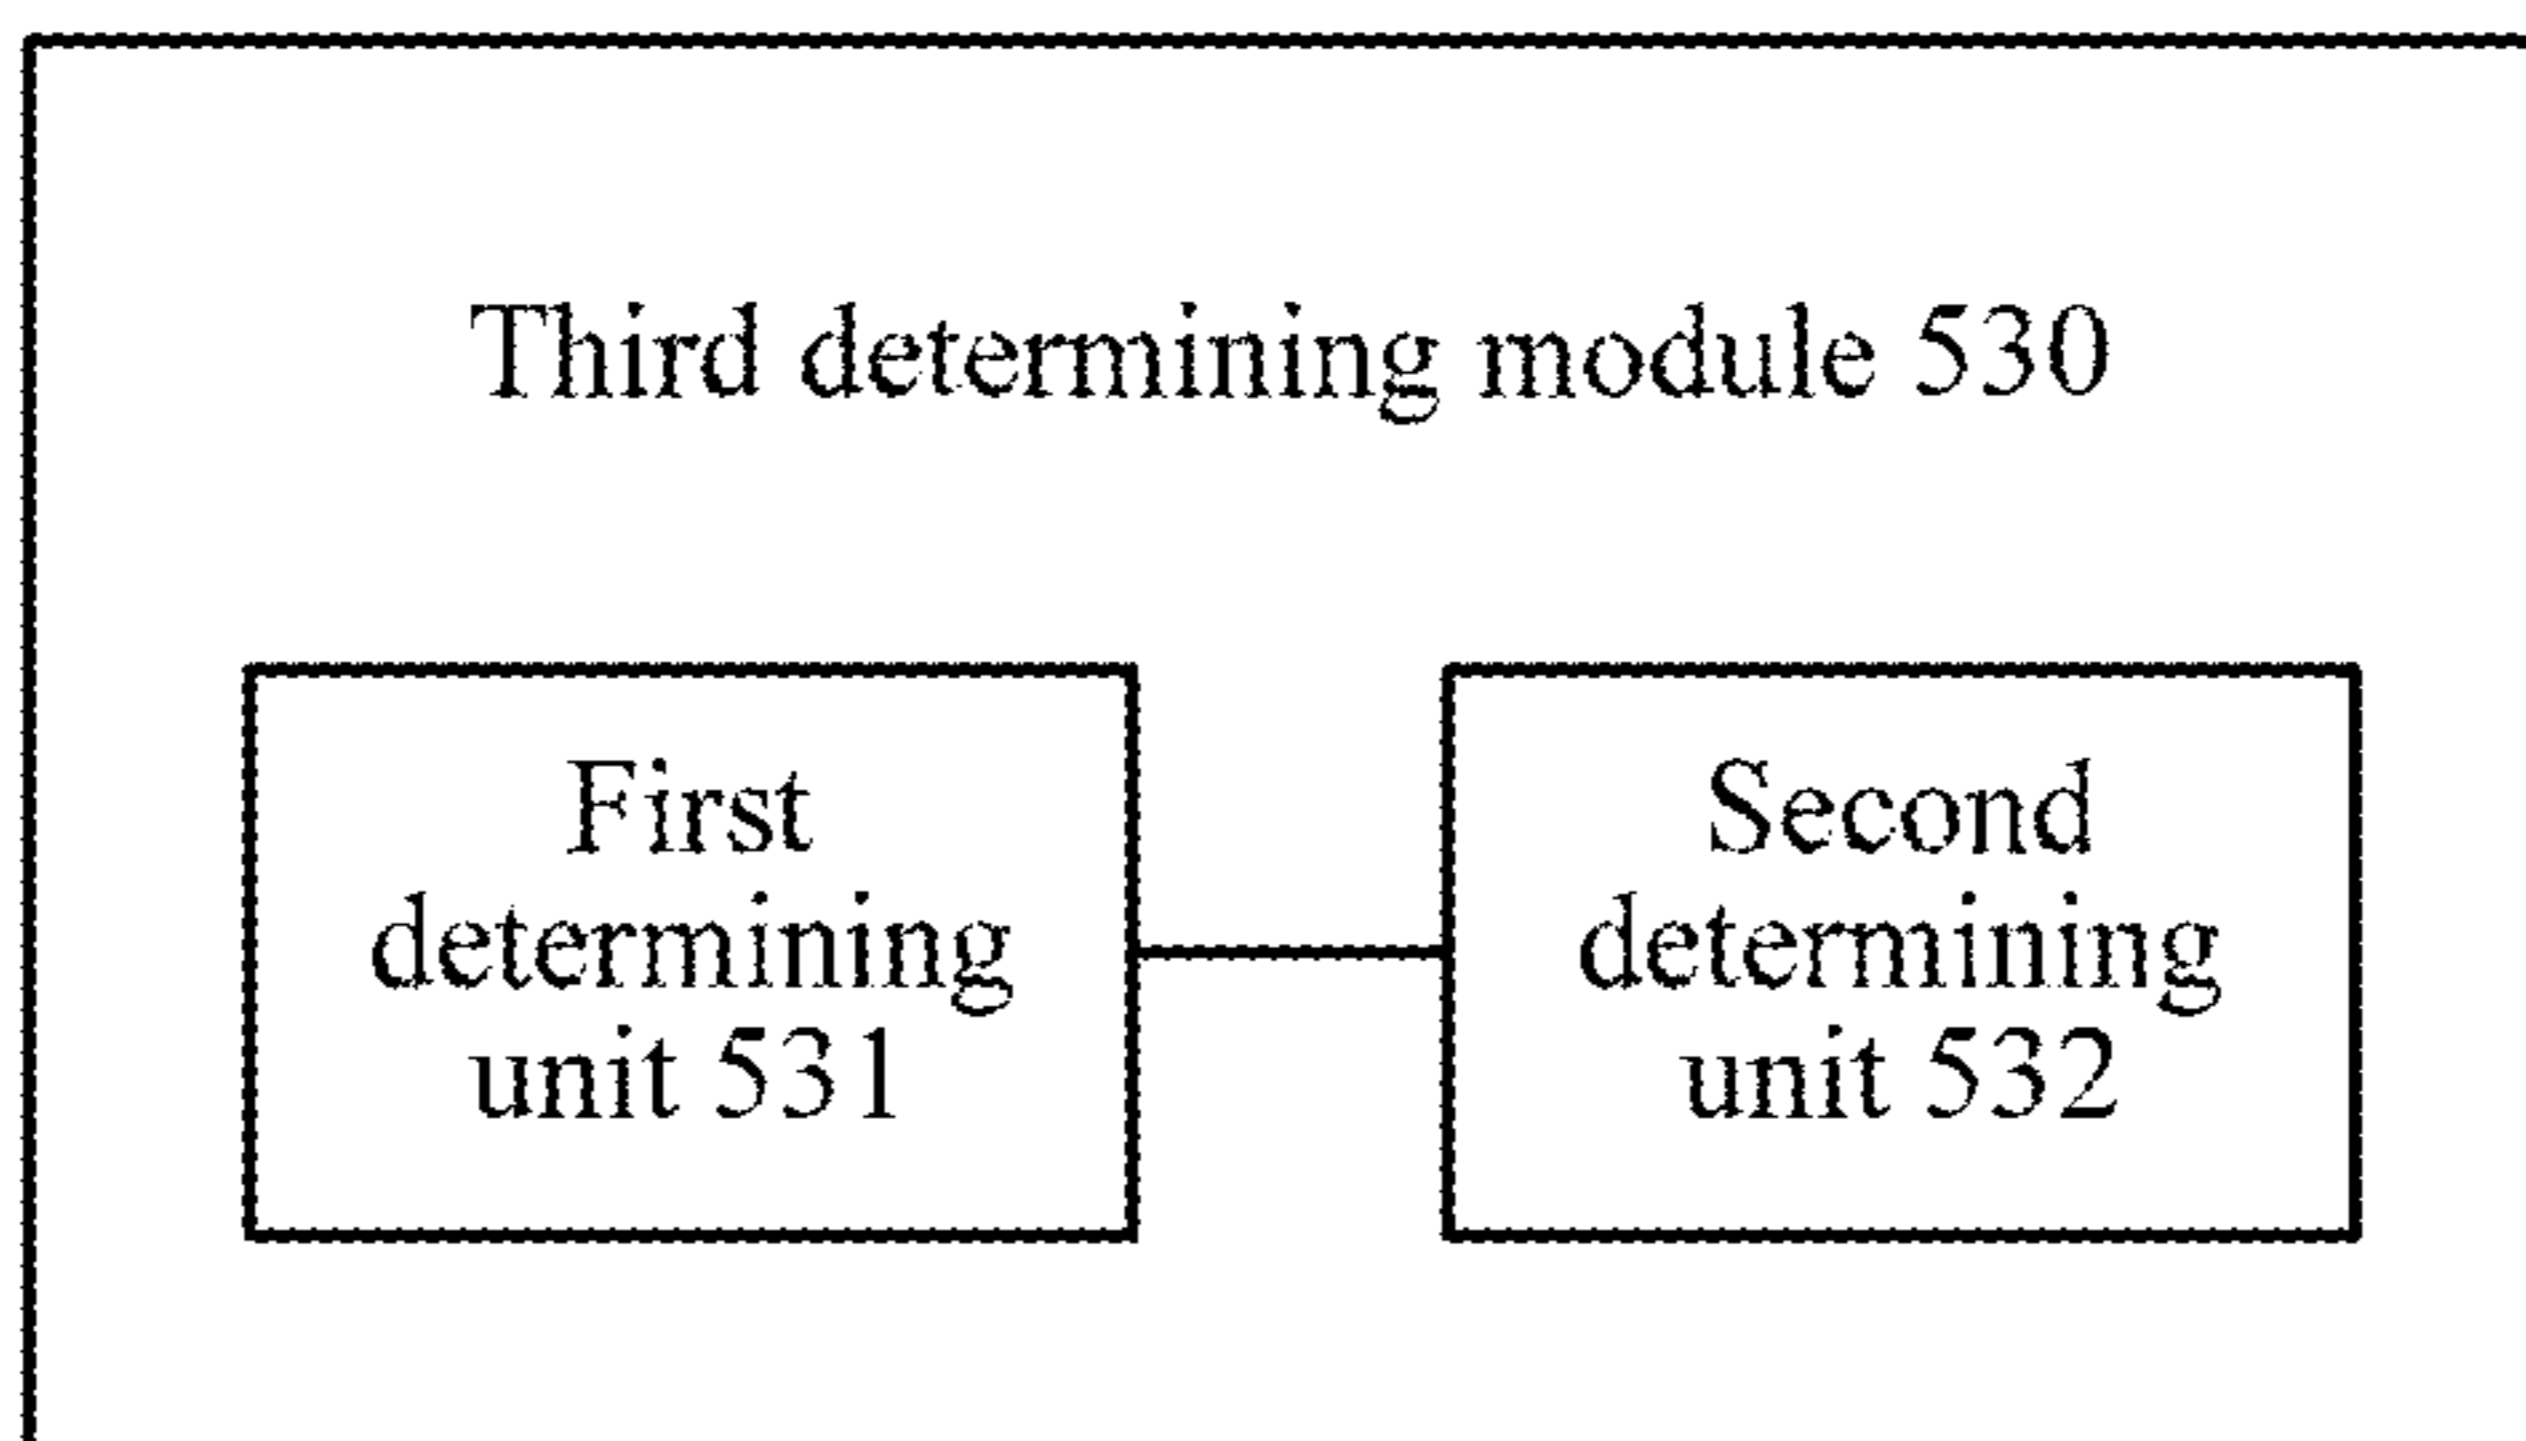 Third determining module 530
First
determining
unit 531
Second
determining
unit 532